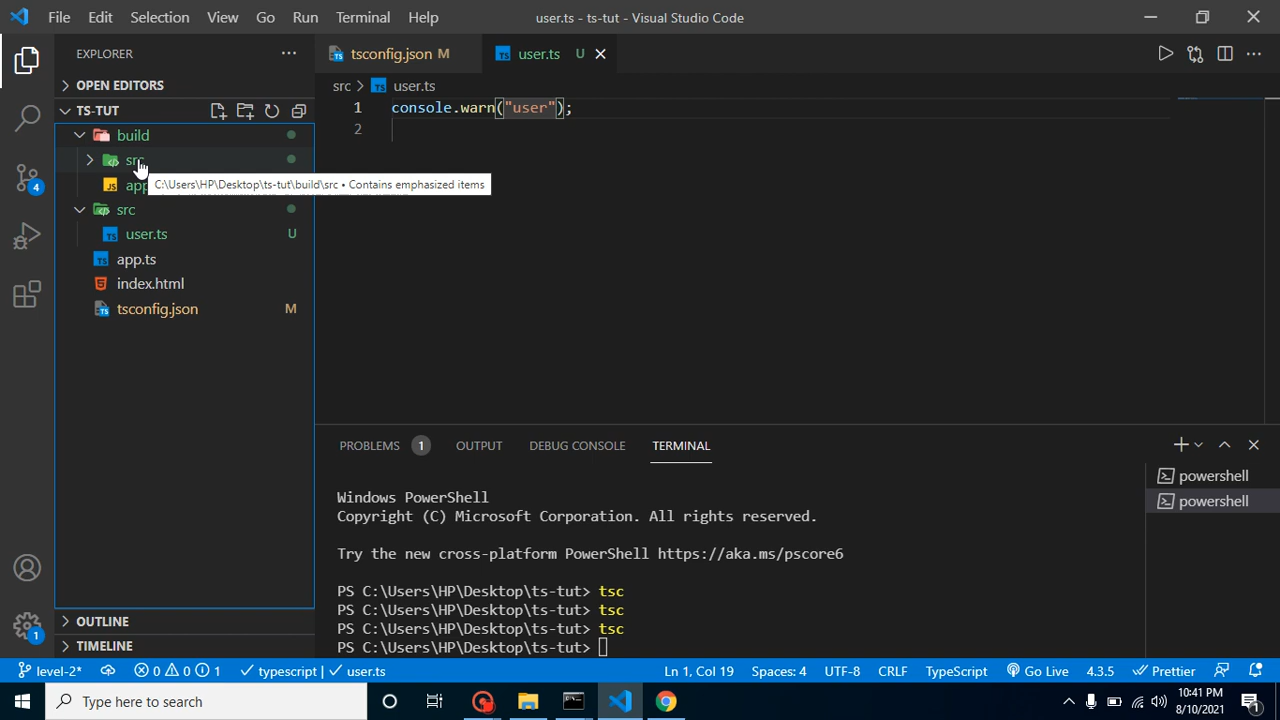 File Edit Selection View Go Run Terminal Help user.ts - ts-tut - Visual Studio Code
EXPLORER
OPEN EDITORS
TS-TUT
build
src
app
C:\Users\HP\Desktop\ts-tut\build\src • Contains emphasized items
src
user.ts U
app.ts
index.html
tsconfig.json M
OUTLINE
TIMELINE
4
1
tsconfig.json M user.ts U
src > user.ts
1 console.warn("user");
2
PROBLEMS 1 OUTPUT DEBUG CONSOLE TERMINAL
Windows PowerShell
Copyright (C) Microsoft Corporation. All rights reserved.
Try the new cross-platform PowerShell https://aka.ms/pscore6
PS C:\Users\HP\Desktop\ts-tut> tsc
PS C:\Users\HP\Desktop\ts-tut> tsc
PS C:\Users\HP\Desktop\ts-tut> tsc
PS C:\Users\HP\Desktop\ts-tut>
powershell
powershell
level-2* 0 0 1 typescript | user.ts Ln 1, Col 19 Spaces: 4 UTF-8 CRLF TypeScript Go Live 4.3.5 Prettier
Type here to search
10:41 PM
8/10/2021
1